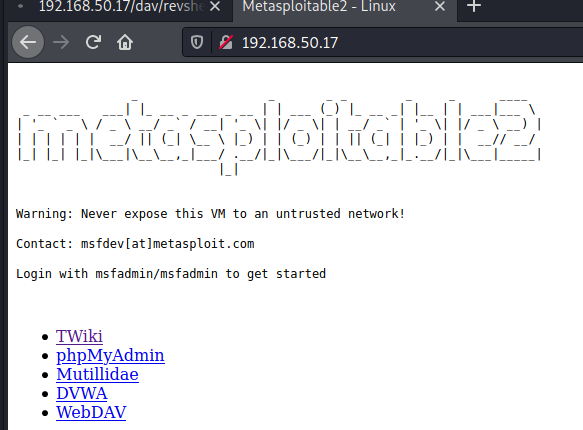 192.168.50.17/dav/revshe
Metasploitable2 - Linux
192.168.50.17
metasploitable2
Warning: Never expose this VM to an untrusted network!
Contact: msfdev[at]metasploit.com
Login with msfadmin/msfadmin to get started
TWiki
phpMyAdmin
Mutillidae
DVWA
WebDAV